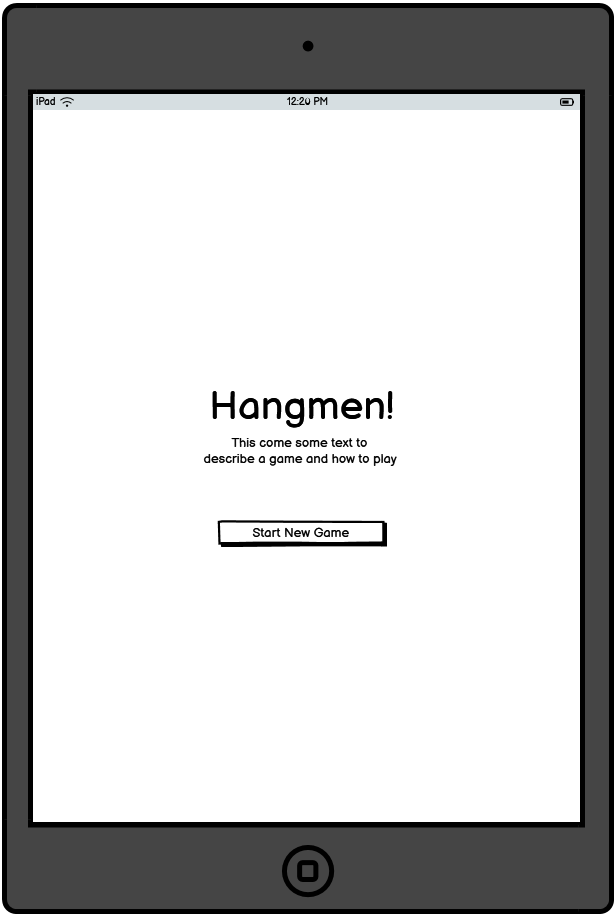 iPad 12:20 PM
Hangmen!
This come some text to
describe a game and how to play
Start New Game